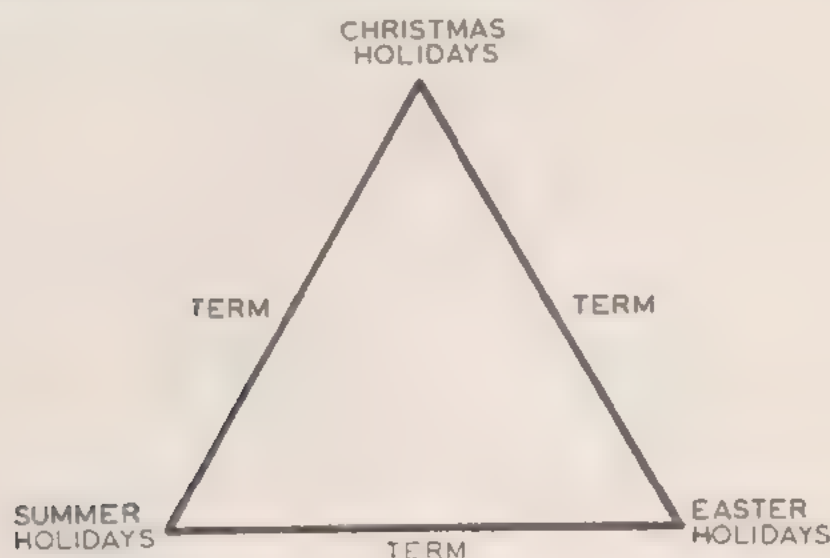 CHRISTMAS
HOLIDAYS
TERM
TERM
SUMMER
HOLIDAYS
EASTER
HOLIDAYS
TERM